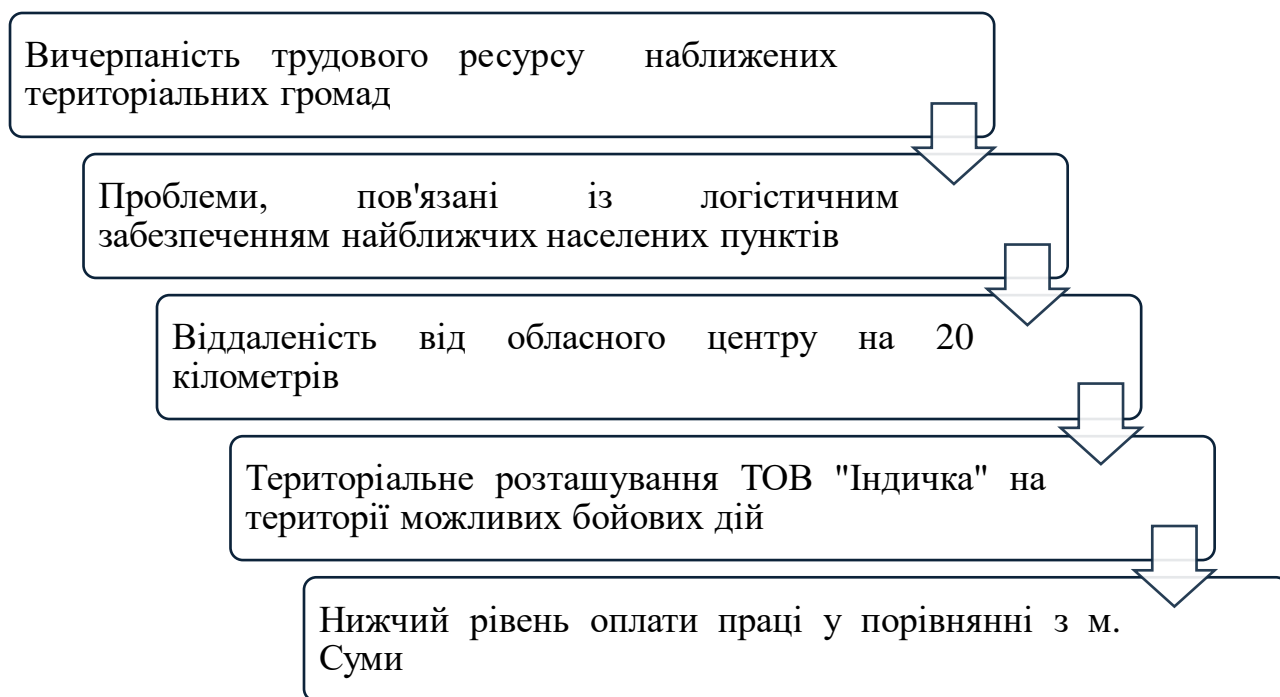 Вичерпаність трудового ресурсу наближених
територіальних громад
Проблеми, пов'язані із логістичним
забезпеченням найближчих населених пунктів
Віддаленість від обласного центру на 20
кілометрів
Територіальне розташування ТОВ "Індичка" на
території можливих бойових дій
Нижчий рівень оплати праці у порівнянні з м.
Суми